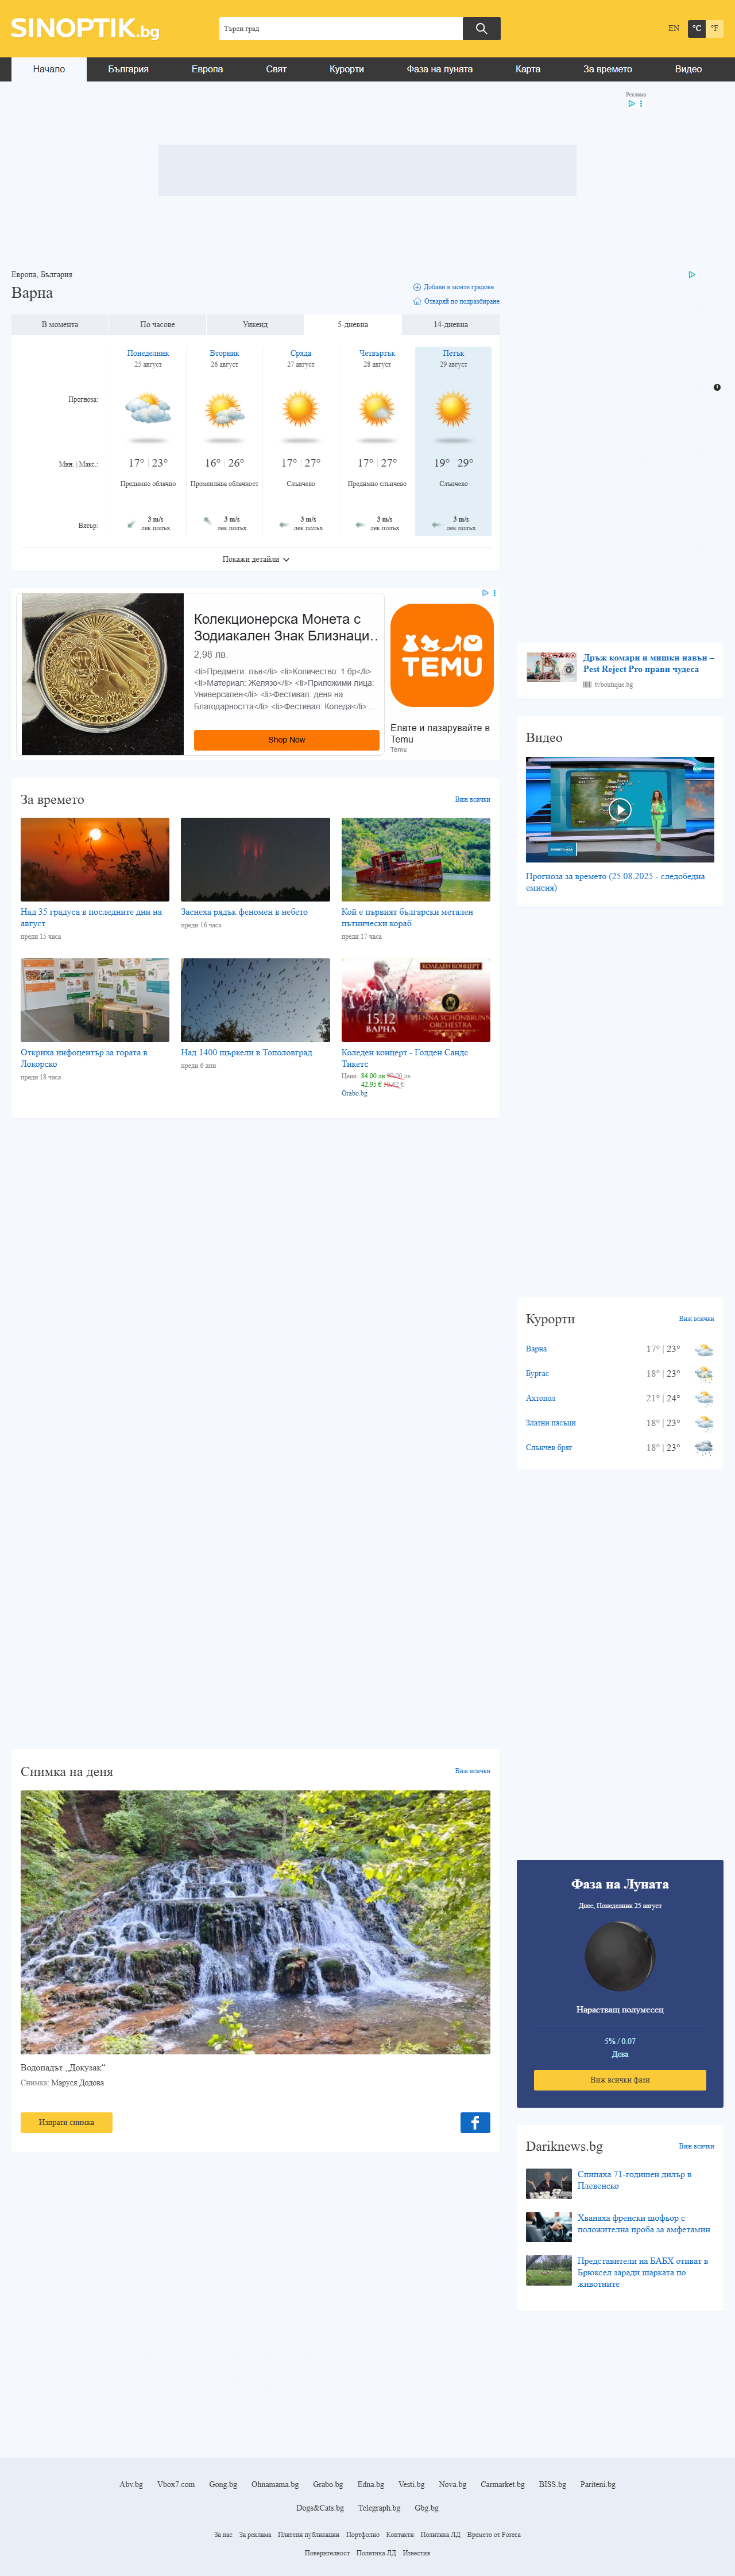 SINOPTIK.bg
Търси град
EN °C °F
Начало България Европа Свят Курорти Фаза на луната Карта За времето Видео
Реклама
Европа, България
Варна
Добави в моите градове
Отваряй по подразбиране
В момента По часове Уикенд 5-дневна 14-дневна
Понеделник Вторник Сряда Четвъртък Петък
25 август 26 август 27 август 28 август 29 август
Прогноза:
Мин. | Макс.: 17° | 23° 16° | 26° 17° | 27° 17° | 27° 19° | 29°
Предимно облачно Променлива облачност Слънчево Предимно слънчево Слънчево
Вятър: 3 m/s 3 m/s 3 m/s 3 m/s 3 m/s
лек полъх лек полъх лек полъх лек полъх лек полъх
Покажи детайли
Колекционерска Монета с
Зодиакален Знак Близнаци..
2,98 лв.
<li>Предмети: лъв</li> <li>Количество: 1 бр</li>
<li>Материал: Желязо</li> <li>Приложими лица:
Универсален</li> <li>Фестивал: деня на
Благодарността</li> <li>Фестивал: Коледа</li>...
Shop Now
TEMU
Елате и пазарувайте в
Temu
Temu
Дръж комари и мишки навън –
Pest Reject Pro прави чудеса
tvboutique.bg
Видео
Прогноза за времето (25.08.2025 - следобедна
емисия)
За времето
Виж всички
Над 35 градуса в последните дни на
август
преди 15 часа
Заснеха рядък феномен в небето
преди 16 часа
Кой е първият български метален
пътнически кораб
преди 17 часа
Откриха инфоцентър за гората в
Локорско
преди 18 часа
Над 1400 щъркели в Тополовград
преди 6 дни
КОЛЕДЕН КОНЦЕРТ
15.12
ВАРНА
VIENNA SCHÖNBRUNN
ORCHESTRA
Коледен концерт - Голден Сандс
Тикетс
Цена: 84.00 лв 99.00 лв
42.95 € 50.62 €
Grabo.bg
Курорти
Виж всички
Варна 17° | 23°
Бургас 18° | 23°
Ахтопол 21° | 24°
Златни пясъци 18° | 23°
Слънчев бряг 18° | 23°
Снимка на деня
Виж всички
Водопадът „Докузак“
Снимка: Маруся Додова
Изпрати снимка
Фаза на Луната
Днес, Понеделник 25 август
Нарастващ полумесец
5% / 0.07
Дева
Виж всички фази
Dariknews.bg
Виж всички
Спипаха 71-годишен дилър в
Плевенско
Хванаха френски шофьор с
положителна проба за амфетамин
Представители на БАБХ отиват в
Брюксел заради шарката по
животните
Abv.bg Vbox7.com Gong.bg Ohnamama.bg Grabo.bg Edna.bg Vesti.bg Nova.bg Carmarket.bg BISS.bg Pariteni.bg
Dogs&Cats.bg Telegraph.bg Gbg.bg
За нас За реклама Платени публикации Портфолио Контакти Политика ЛД Времето от Foreca
Поверителност Политика ЛД Известия